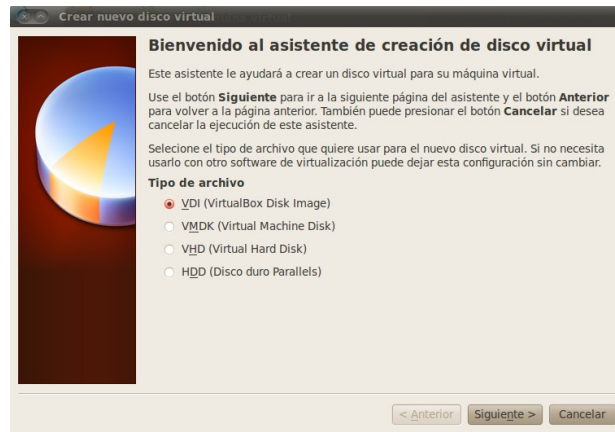 Crear nuevo disco virtual
Bienvenido al asistente de creación de disco virtual
Este asistente le ayudará a crear un disco virtual para su máquina virtual.
Use el botón Siguiente para ir a la siguiente página del asistente y el botón Anterior
para volver a la página anterior. También puede presionar el botón Cancelar si desea
cancelar la ejecución de este asistente.
Selecione el tipo de archivo que quiere usar para el nuevo disco virtual. Si no necesita
usarlo con otro software de virtualización puede dejar esta configuración sin cambiar.
Tipo de archivo
VDI (VirtualBox Disk Image)
VMDK (Virtual Machine Disk)
VHD (Virtual Hard Disk)
HDD (Disco duro Parallels)
< Anterior Siguiente > Cancelar